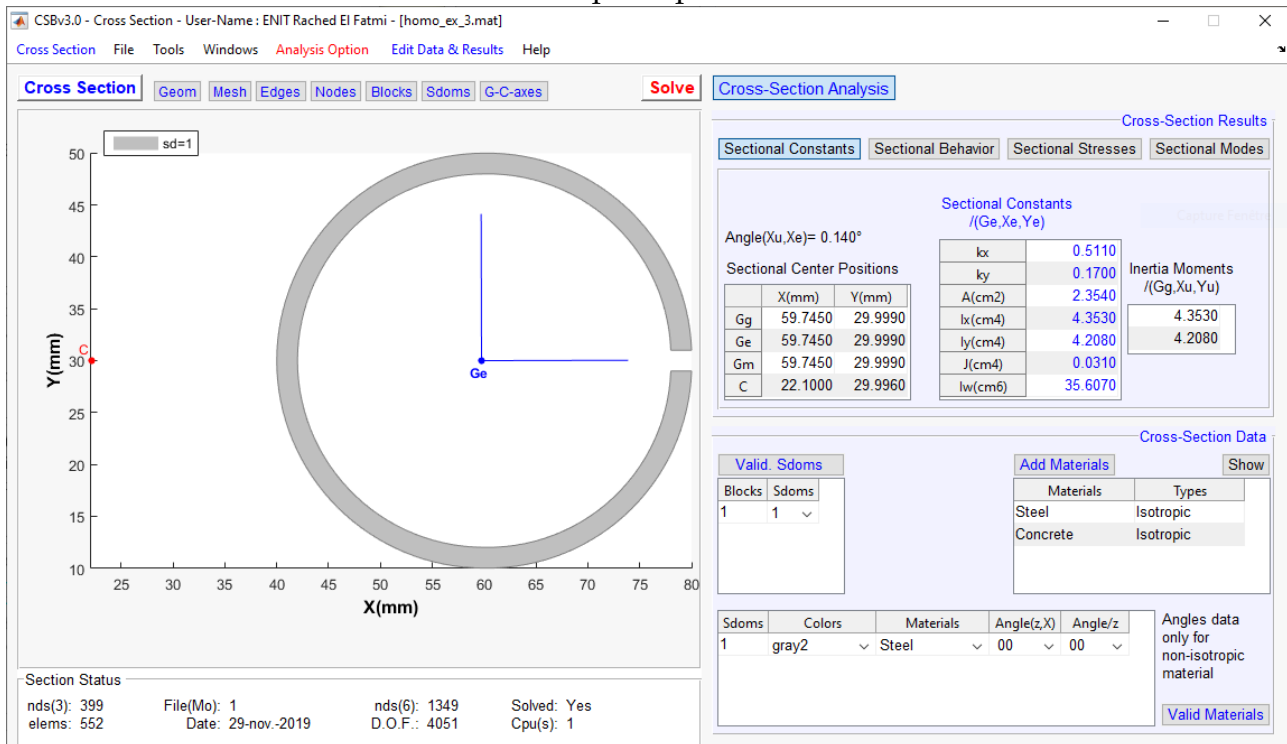 CSBv3.0 - Cross Section - User-Name : ENIT Rached El Fatmi - [homo_ex_3.mat]
Cross Section File Tools Windows Analysis Option Edit Data & Results Help
Cross Section Geom Mesh Edges Nodes Blocks Sdoms G-C-axes Solve
sd=1
50
45
40
35
30
25
20
15
10
Y(mm)
C
Ge
25 30 35 40 45 50 55 60 65 70 75 80
X(mm)
Section Status
nds(3): 399 File(Mo): 1 nds(6): 1349 Solved: Yes
elems: 552 Date: 29-nov.-2019 D.O.F.: 4051 Cpu(s): 1
Cross-Section Analysis
Cross-Section Results
Sectional Constants Sectional Behavior Sectional Stresses Sectional Modes
Angle(Xu,Xe)= 0.140°
Sectional Center Positions
X(mm) Y(mm)
Gg 59.7450 29.9990
Ge 59.7450 29.9990
Gm 59.7450 29.9990
C 22.1000 29.9960
Sectional Constants
/(Ge,Xe,Ye)
kx 0.5110
ky 0.1700
A(cm2) 2.3540
Ix(cm4) 4.3530
Iy(cm4) 4.2080
J(cm4) 0.0310
Iw(cm6) 35.6070
Capture Fenêtre
Inertia Moments
/(Gg,Xu,Yu)
4.3530
4.2080
Cross-Section Data
Valid. Sdoms
Blocks Sdoms
1 1
Add Materials Show
Materials Types
Steel Isotropic
Concrete Isotropic
Sdoms Colors Materials Angle(z,X) Angle/z
1 gray2 Steel 00 00
Angles data
only for
non-isotropic
material
Valid Materials